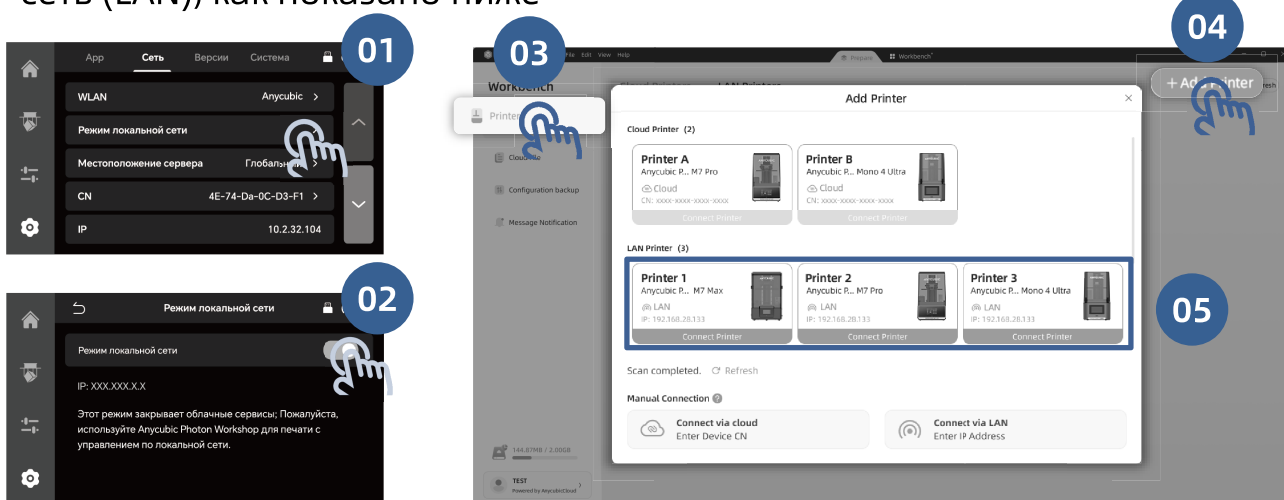 сеть (LAN), как показано ниже
01
App Сеть Версии Система
WLAN Anycubic >
Режим локальной сети >
Местоположение сервера >
CN 4E-74-Da-0C-D3-F1 >
IP 10.2.32.104
02
Режим локальной сети
Режим локальной сети
IP: XXX.XXX.X.X
Этот режим закрывает облачные сервисы; Пожалуйста,
используйте Anycubic Photon Workshop для печати с
управлением по локальной сети.
03
File Edit View Help
Prepare
Workbench
Workbench
Printer
Cloud File
Configuration backup
Message Notification
144.87MB / 2.00GB
TEST
Powered by AnycubicCloud
04
+ Add Printer
Add Printer
Cloud Printer (2)
Printer A
Anycubic P... M7 Pro
Cloud
CN: xxxx-xxxx-xxxx-xxxx
Connect Printer
Printer B
Anycubic P... Mono 4 Ultra
Cloud
CN: xxxx-xxxx-xxxx-xxxx
Connect Printer
LAN Printer (3)
Printer 1
Anycubic P... M7 Max
LAN
IP: 192.168.28.133
Connect Printer
Printer 2
Anycubic P... M7 Pro
LAN
IP: 192.168.28.133
Connect Printer
Printer 3
Anycubic P... Mono 4 Ultra
LAN
IP: 192.168.28.133
Connect Printer
05
Scan completed. Refresh
Manual Connection
Connect via cloud
Enter Device CN
Connect via LAN
Enter IP Address